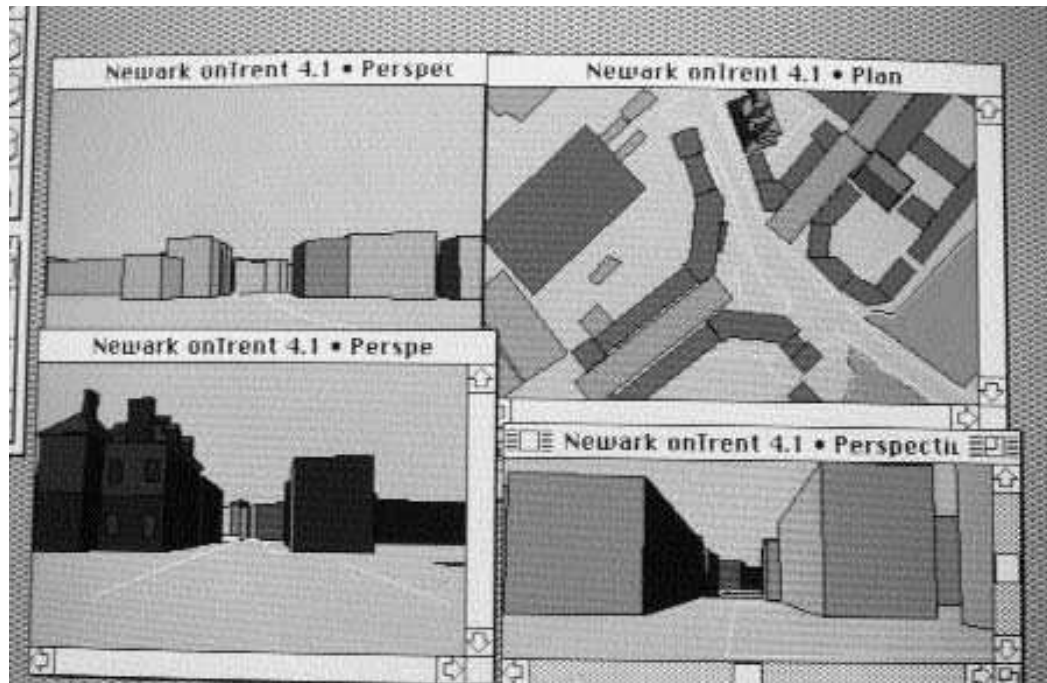 Newark onTrent 4.1 • Perspec
Newark onTrent 4.1 • Plan
Newark onTrent 4.1 • Perspe
Newark onTrent 4.1 • Perspectiv